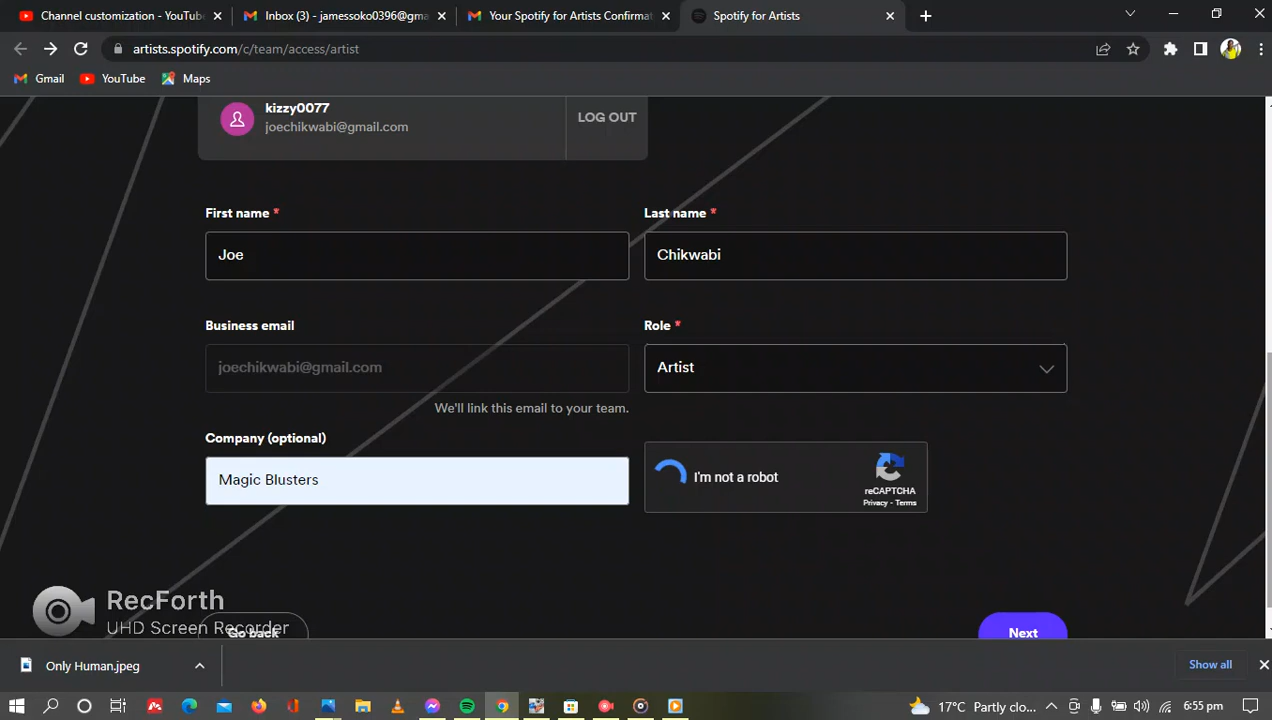 Channel customization - YouTube
Inbox (3) - jamessoko0396@gma
Your Spotify for Artists Confirmat
Spotify for Artists
artists.spotify.com/c/team/access/artist
Gmail
YouTube
Maps
kizzy0077
joechikwabi@gmail.com
LOG OUT
First name *
Last name *
Joe
Chikwabi
Business email
Role *
joechikwabi@gmail.com
Artist
We'll link this email to your team.
Company (optional)
Magic Blusters
I'm not a robot
reCAPTCHA
Privacy - Terms
RecForth
UHD Screen Recorder
Go back
Next
Only Human.jpeg
Show all
17°C Partly clo...
6:55 pm